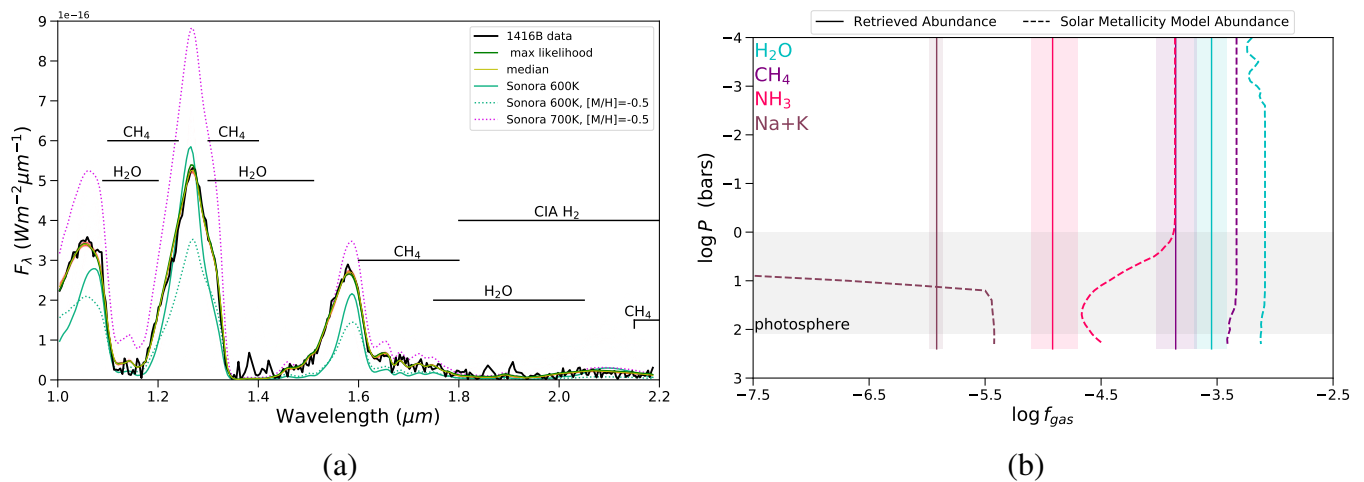 1e−16
9
8
7
6
5
4
3
2
1
0
F_λ (Wm⁻²μm⁻¹)
1416B data
max likelihood
median
Sonora 600K
Sonora 600K, [M/H]=-0.5
Sonora 700K, [M/H]=-0.5
CH₄
CH₄
H₂O
H₂O
CIA H₂
CH₄
H₂O
CH₄
1.0 1.2 1.4 1.6 1.8 2.0 2.2
Wavelength (μm)
(a)
Retrieved Abundance
Solar Metallicity Model Abundance
H₂O
CH₄
NH₃
Na+K
−4
−3
−2
−1
0
1
2
3
log P (bars)
photosphere
−7.5 −6.5 −5.5 −4.5 −3.5 −2.5
log f_gas
(b)